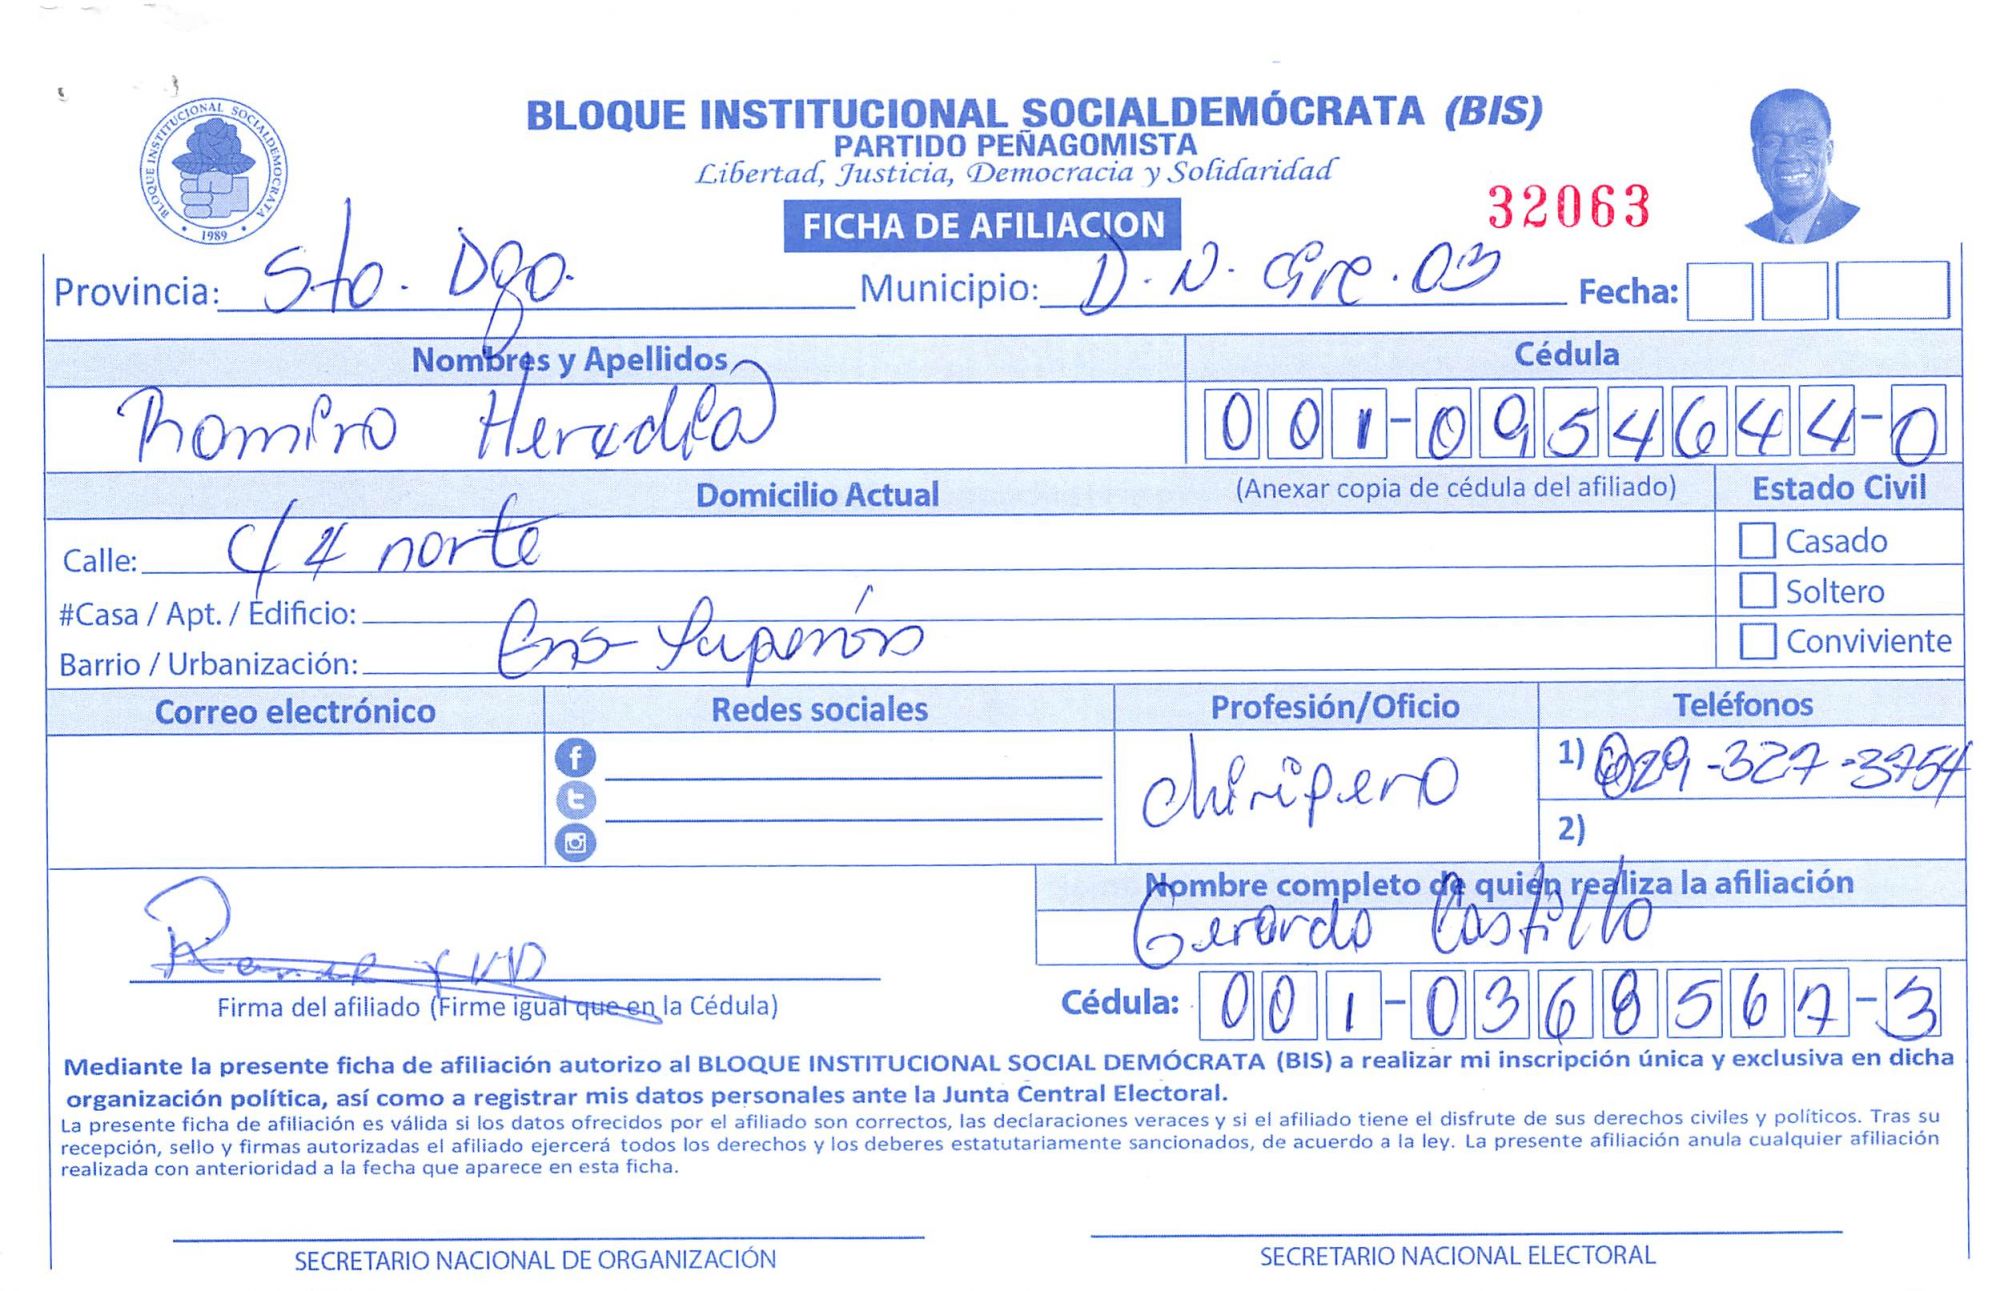 BLOQUE INSTITUCIONAL SOCIALDEMÓCRATA (BIS)
PARTIDO PEÑAGOMISTA
Libertad, Justicia, Democracia y Solidaridad
BLOQUE INSTITUCIONAL SOCIALDEMOCRATA
1989
32063
FICHA DE AFILIACION
Provincia: Sto. Dgo. Municipio: D.N. Circ. 03 Fecha:
Nombres y Apellidos Cédula
Ramiro Heredia 001-0954644-0
Domicilio Actual (Anexar copia de cédula del afiliado) Estado Civil
Calle: c/ 4 norte Casado
#Casa / Apt. / Edificio: Soltero
Barrio / Urbanización: Ens Conviviente
Correo electrónico Redes sociales Profesión/Oficio Teléfonos
chiripero 1) 829-327-3754
2)
Nombre completo de quien realiza la afiliación
Gerardo Castillo
Firma del afiliado (Firme igual que en la Cédula) Cédula: 001-0368567-3
Mediante la presente ficha de afiliación autorizo al BLOQUE INSTITUCIONAL SOCIAL DEMÓCRATA (BIS) a realizar mi inscripción única y exclusiva en dicha
organización política, así como a registrar mis datos personales ante la Junta Central Electoral.
La presente ficha de afiliación es válida si los datos ofrecidos por el afiliado son correctos, las declaraciones veraces y si el afiliado tiene el disfrute de sus derechos civiles y políticos. Tras su
recepción, sello y firmas autorizadas el afiliado ejercerá todos los derechos y los deberes estatutariamente sancionados, de acuerdo a la ley. La presente afiliación anula cualquier afiliación
realizada con anterioridad a la fecha que aparece en esta ficha.
SECRETARIO NACIONAL DE ORGANIZACIÓN SECRETARIO NACIONAL ELECTORAL